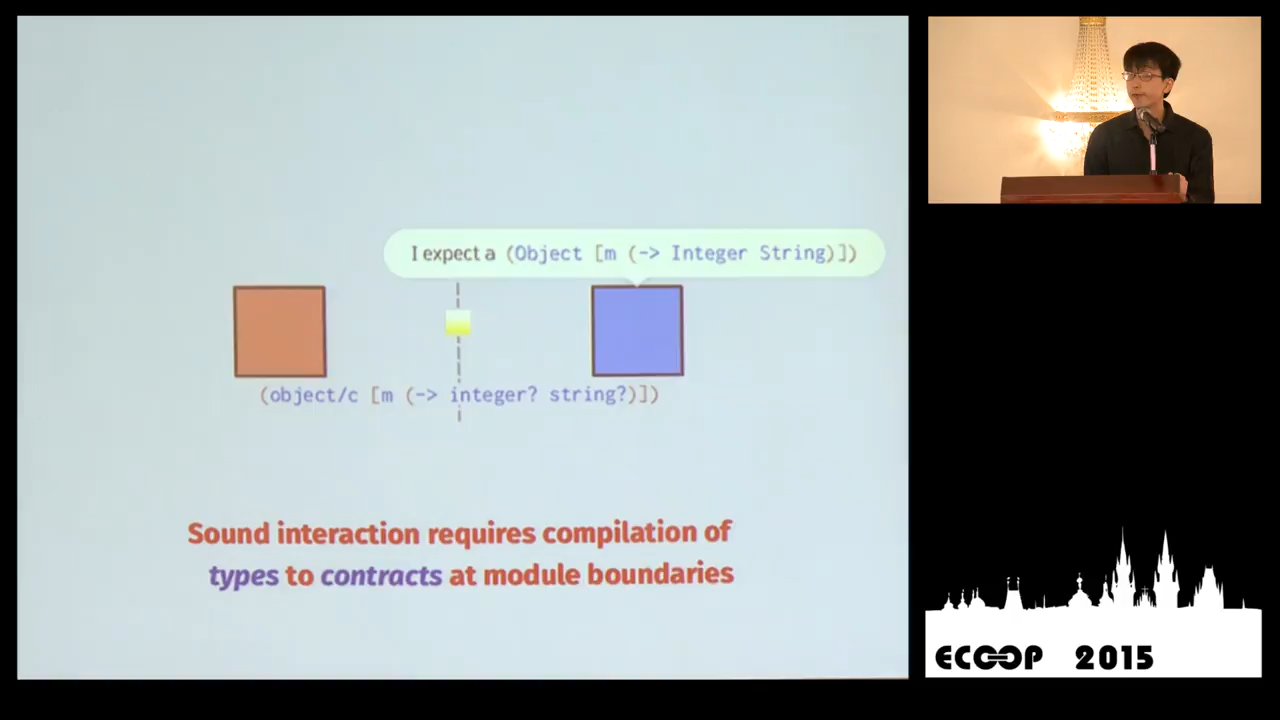 I expect a (Object [m (-> Integer String)])
(object/c [m (-> integer? string?)])
Sound interaction requires compilation of
types to contracts at module boundaries
ECOOP 2015